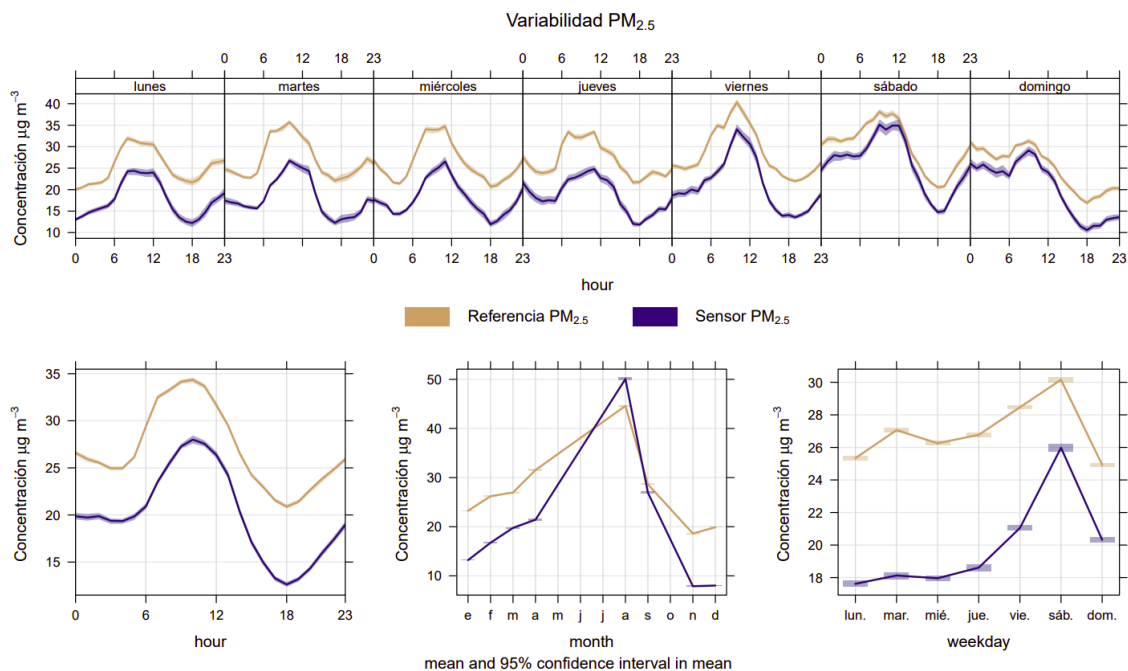 Variabilidad PM2.5
0 6 12 18 23 0 6 12 18 23 0 6 12 18 23
lunes martes miércoles jueves viernes sábado domingo
Concentración µg m−3
40
35
30
25
20
15
10
0 6 12 18 23 0 6 12 18 23 0 6 12 18 23 0 6 12 18 23
hour
Referencia PM2.5 Sensor PM2.5
Concentración µg m−3
35
30
25
20
15
0 6 12 18 23
hour
Concentración µg m−3
50
40
30
20
10
e f m a m j j a s o n d
month
mean and 95% confidence interval in mean
Concentración µg m−3
30
28
26
24
22
20
18
lun. mar. mié. jue. vie. sáb. dom.
weekday